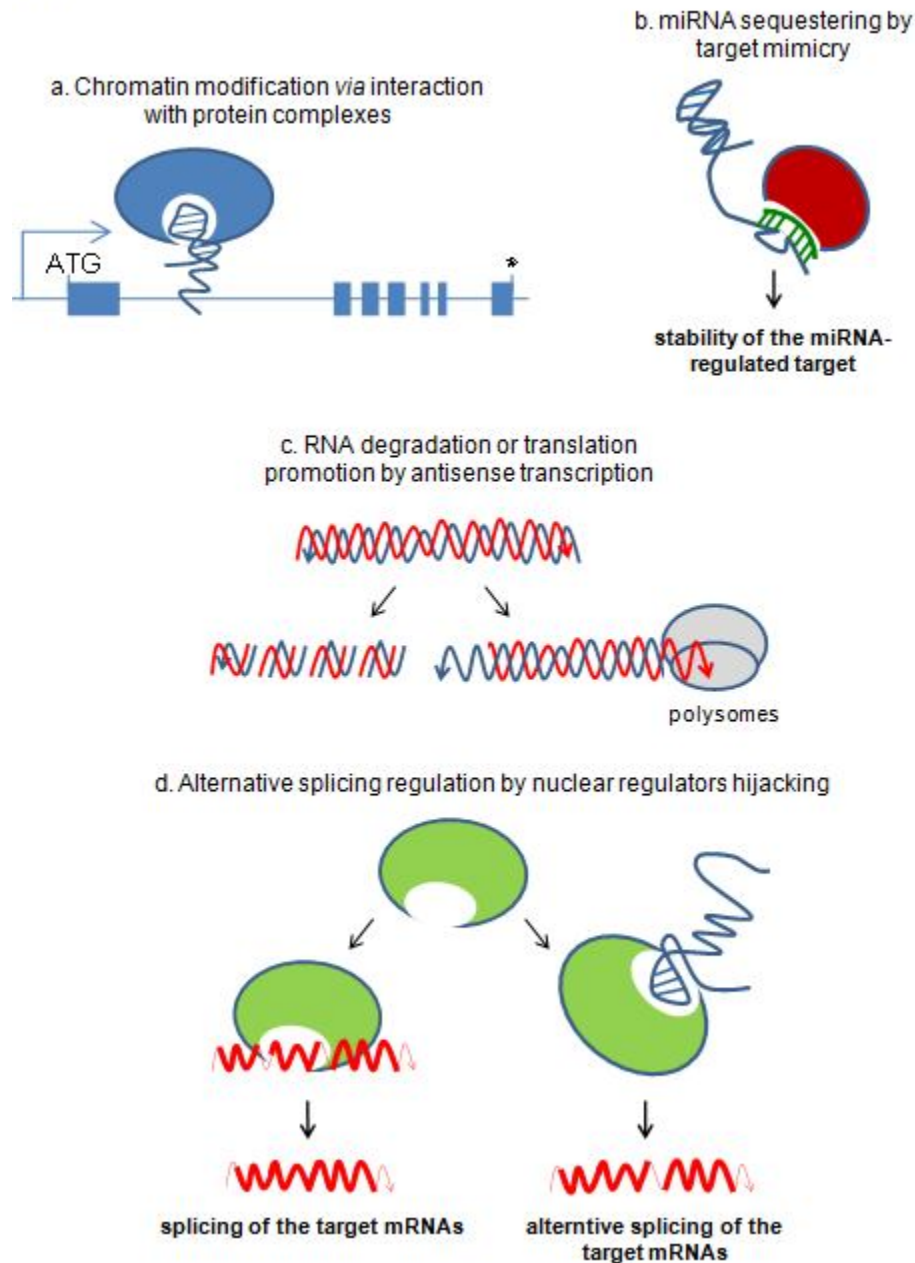 a. Chromatin modification via interaction
with protein complexes
ATG
*
b. miRNA sequestering by
target mimicry
stability of the miRNA-
regulated target
c. RNA degradation or translation
promotion by antisense transcription
polysomes
d. Alternative splicing regulation by nuclear regulators hijacking
splicing of the target mRNAs
alterntive splicing of the
target mRNAs